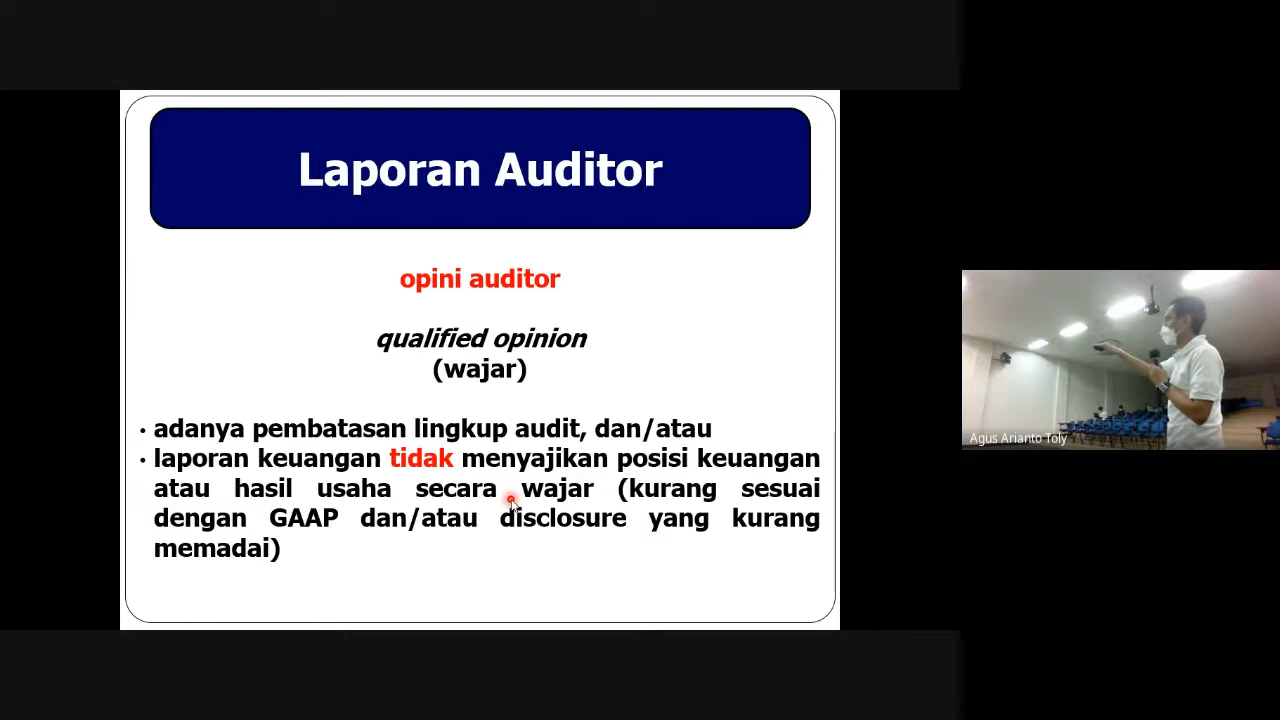 Laporan Auditor
opini auditor
qualified opinion
(wajar)
• adanya pembatasan lingkup audit, dan/atau
• laporan keuangan tidak menyajikan posisi keuangan
atau hasil usaha secara wajar (kurang sesuai
dengan GAAP dan/atau disclosure yang kurang
memadai)
Agus Arianto Toly